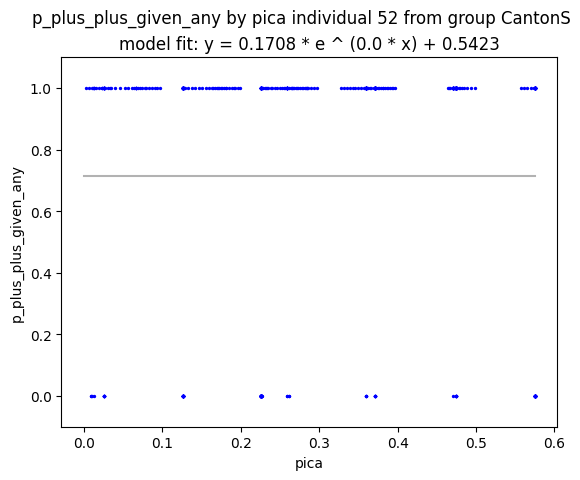 p_plus_plus_given_any by pica individual 52 from group CantonS
model fit: y = 0.1708 * e ^ (0.0 * x) + 0.5423
1.0
0.8
0.6
0.4
0.2
0.0
p_plus_plus_given_any
0.0 0.1 0.2 0.3 0.4 0.5 0.6
pica